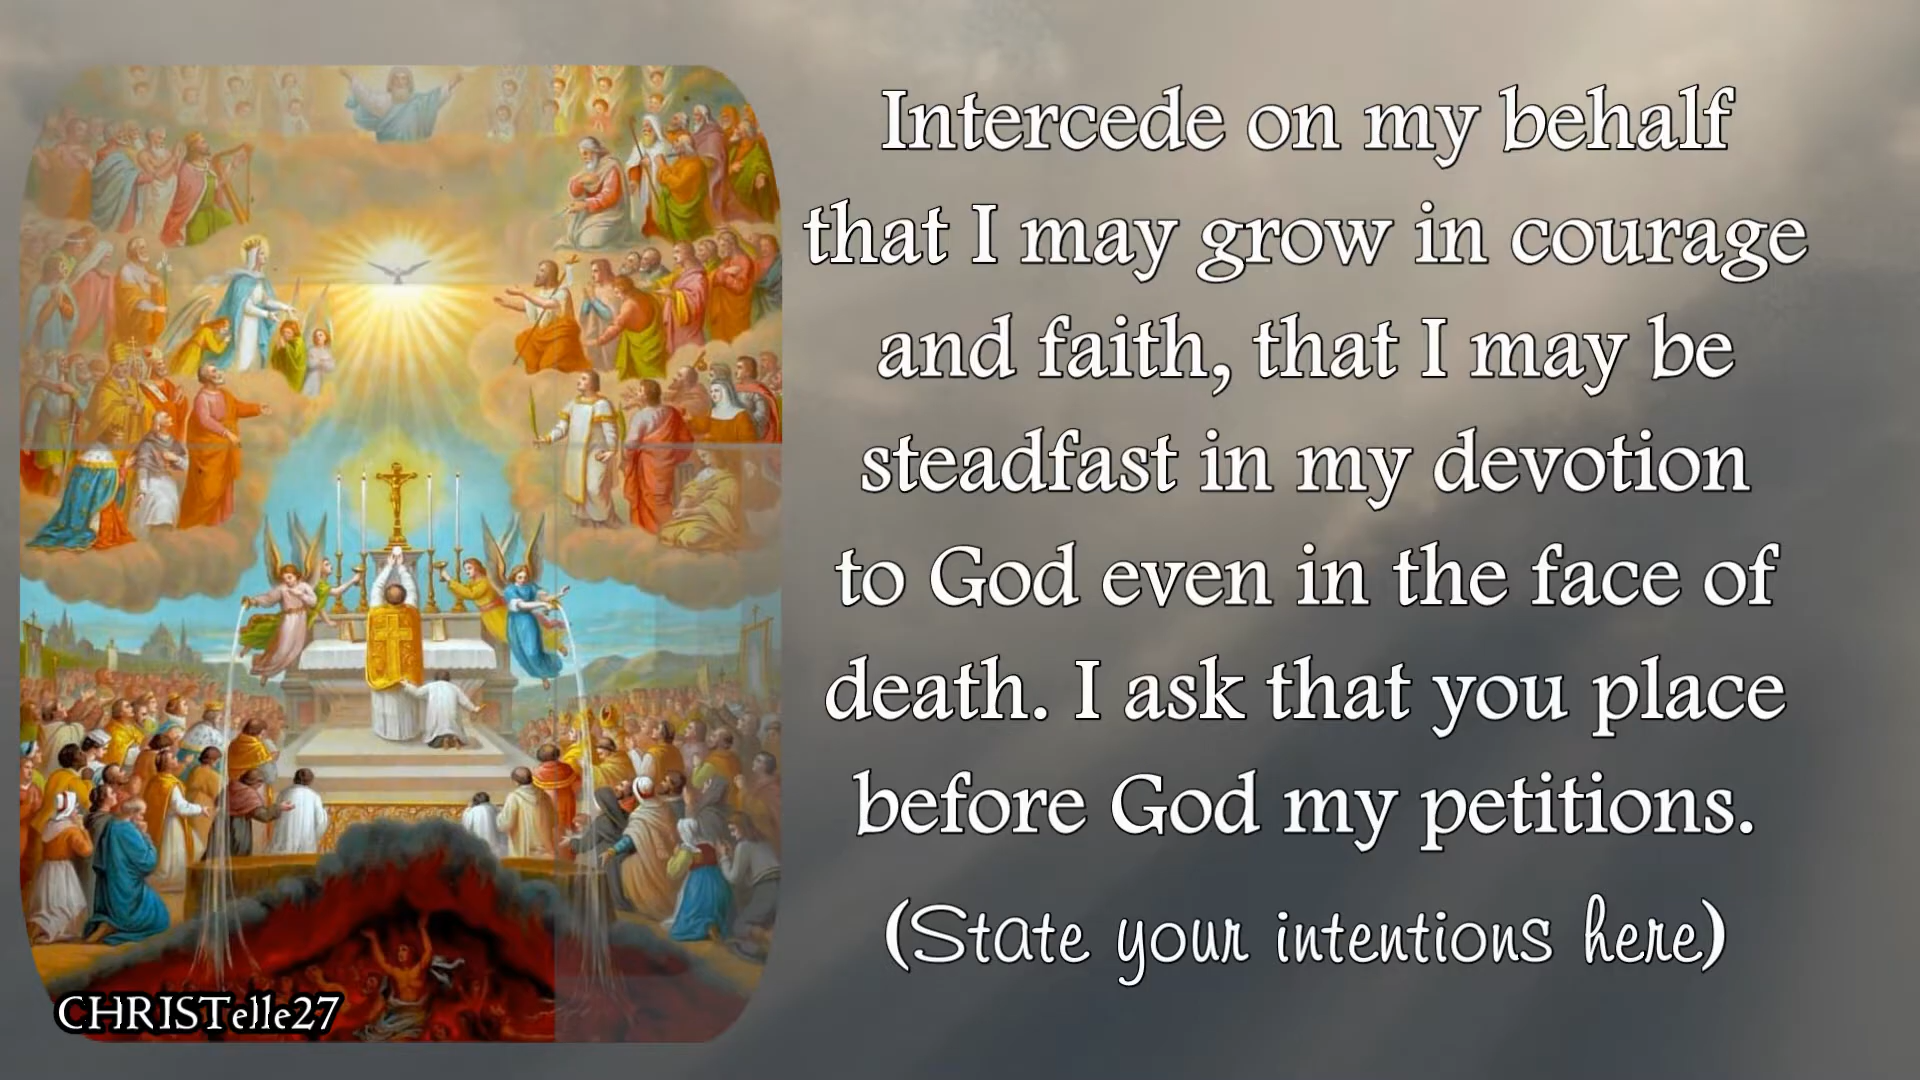 Intercede on my behalf
that I may grow in courage
and faith, that I may be
steadfast in my devotion
to God even in the face of
death. I ask that you place
before God my petitions.
(State your intentions here)
CHRISTelle27